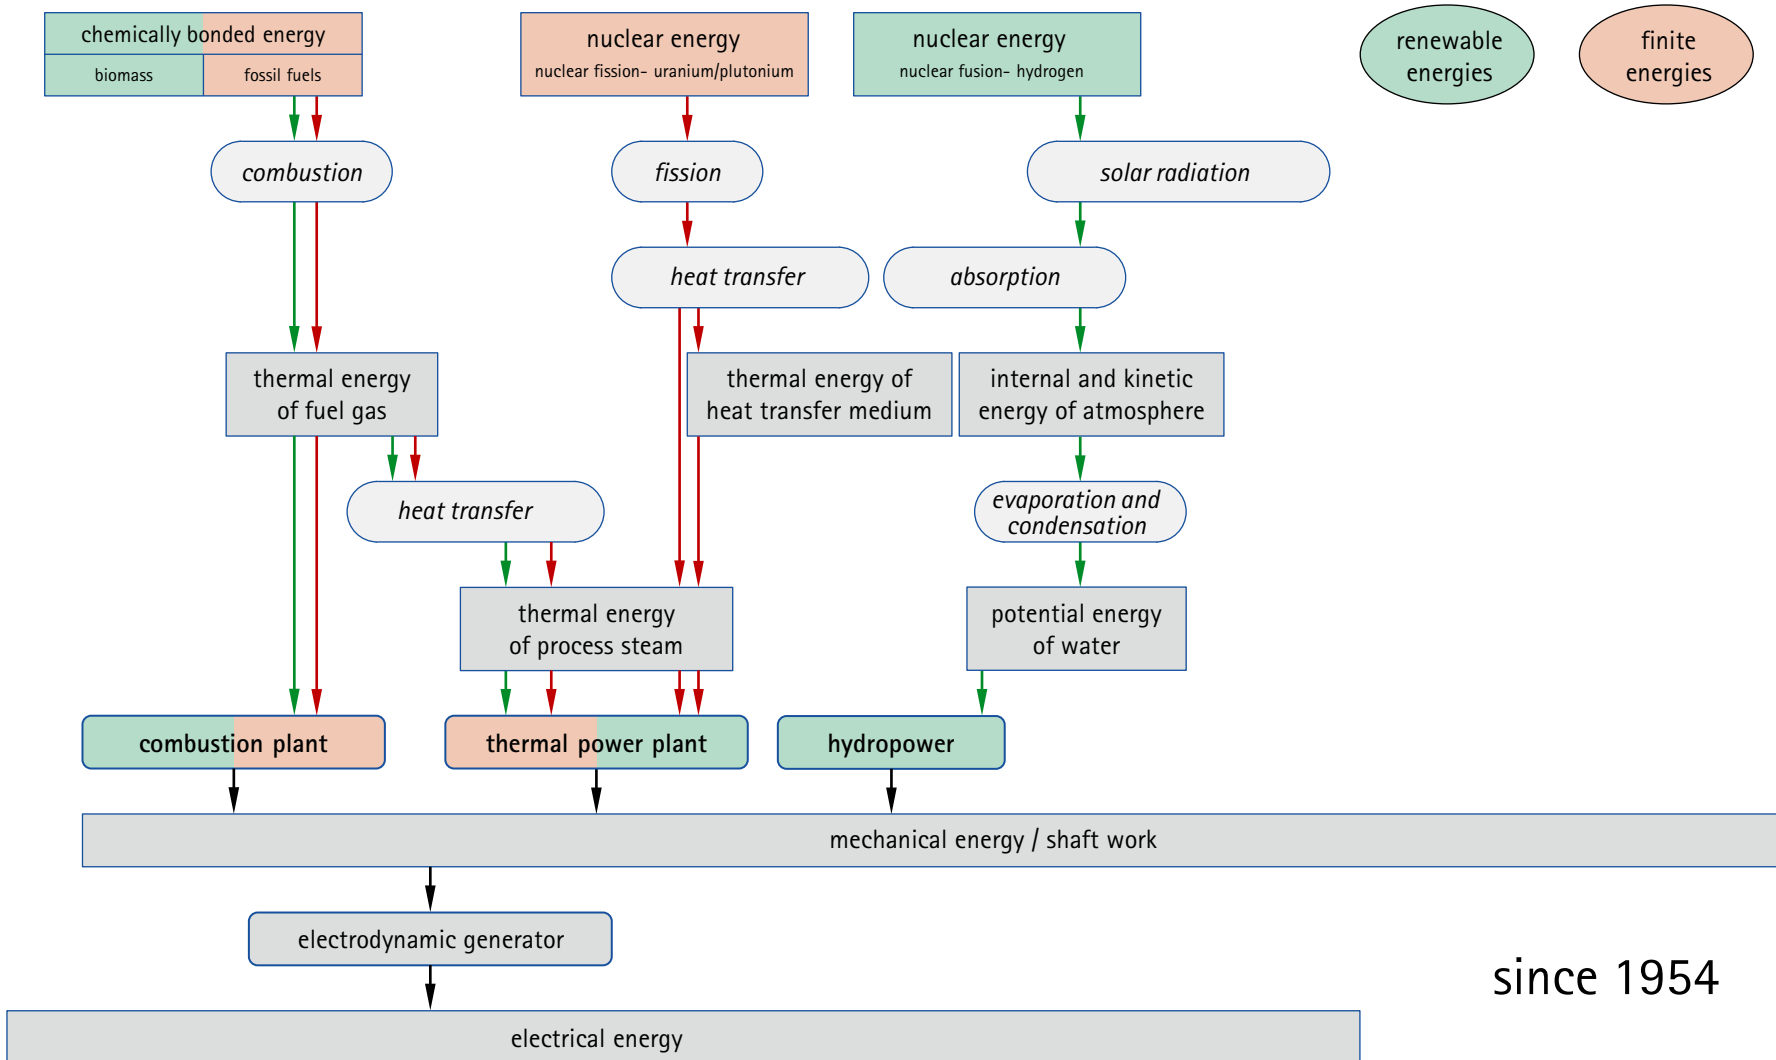 chemically bonded energy
biomass
fossil fuels
nuclear energy
nuclear fission- uranium/plutonium
nuclear energy
nuclear fusion- hydrogen
renewable
energies
finite
energies
combustion
fission
solar radiation
heat transfer
absorption
thermal energy
of fuel gas
thermal energy of
heat transfer medium
internal and kinetic
energy of atmosphere
heat transfer
evaporation and
condensation
thermal energy
of process steam
potential energy
of water
combustion plant
thermal power plant
hydropower
mechanical energy / shaft work
electrodynamic generator
since 1954
electrical energy